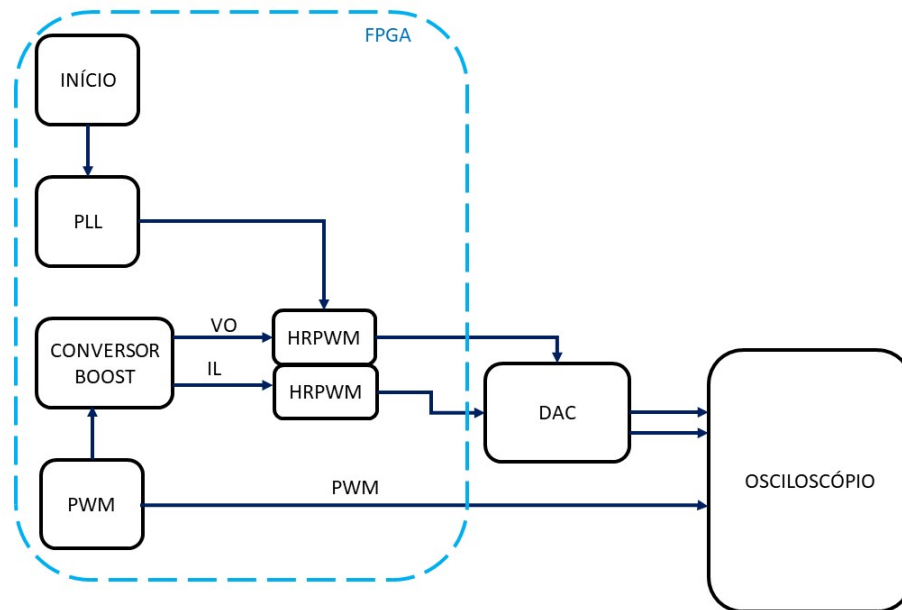 FPGA
INÍCIO
PLL
VO
HRPWM
CONVERSOR
BOOST
IL
HRPWM
DAC
PWM
PWM
OSCILOSCÓPIO